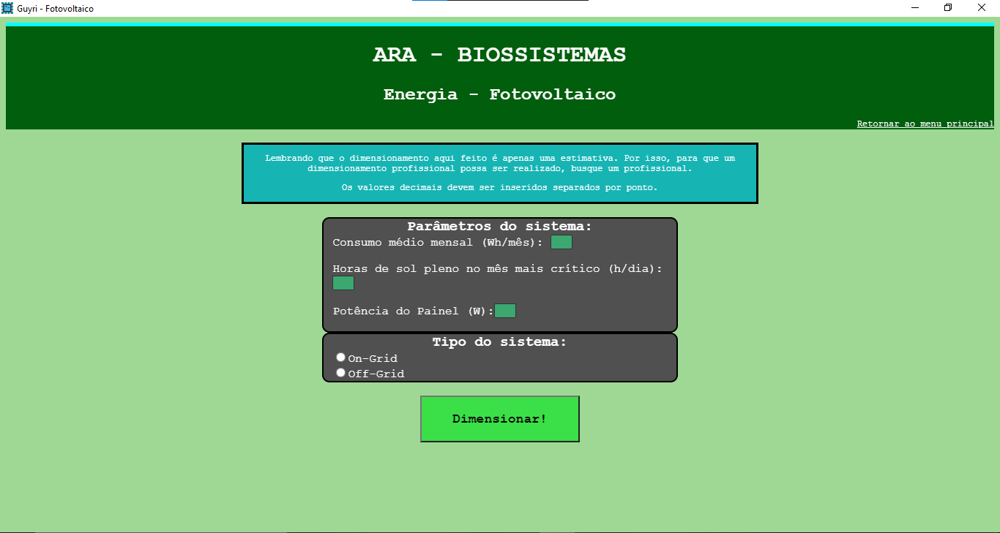 Guyri - Fotovoltaico
ARA - BIOSSISTEMAS
Energia - Fotovoltaico
Retornar ao menu principal
Lembrando que o dimensionamento aqui feito é apenas uma estimativa. Por isso, para que um
dimensionamento profissional possa ser realizado, busque um profissional.
Os valores decimais devem ser inseridos separados por ponto.
Parâmetros do sistema:
Consumo médio mensal (Wh/mês):
Horas de sol pleno no mês mais crítico (h/dia):
Potência do Painel (W):
Tipo do sistema:
On-Grid
Off-Grid
Dimensionar!